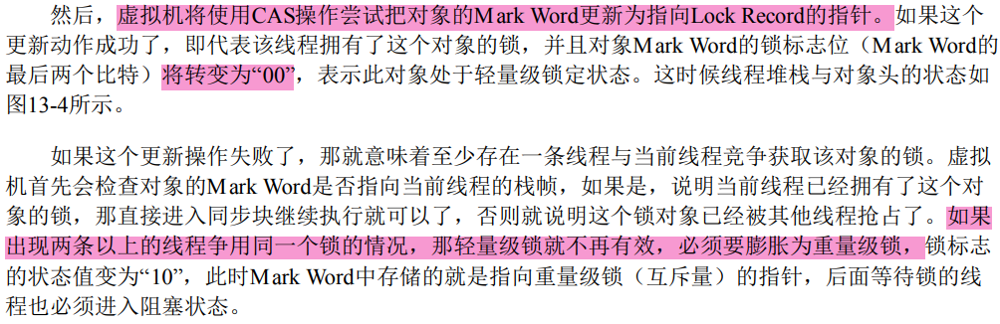 然后，虚拟机将使用CAS操作尝试把对象的Mark Word更新为指向Lock Record的指针。如果这个
更新动作成功了，即代表该线程拥有了这个对象的锁，并且对象Mark Word的锁标志位（Mark Word的
最后两个比特）将转变为“00”，表示此对象处于轻量级锁定状态。这时候线程堆栈与对象头的状态如
图13-4所示。
如果这个更新操作失败了，那就意味着至少存在一条线程与当前线程竞争获取该对象的锁。虚拟
机首先会检查对象的Mark Word是否指向当前线程的栈帧，如果是，说明当前线程已经拥有了这个对
象的锁，那直接进入同步块继续执行就可以了，否则就说明这个锁对象已经被其他线程抢占了。如果
出现两条以上的线程争用同一个锁的情况，那轻量级锁就不再有效，必须要膨胀为重量级锁，锁标志
的状态值变为“10”，此时Mark Word中存储的就是指向重量级锁（互斥量）的指针，后面等待锁的线
程也必须进入阻塞状态。